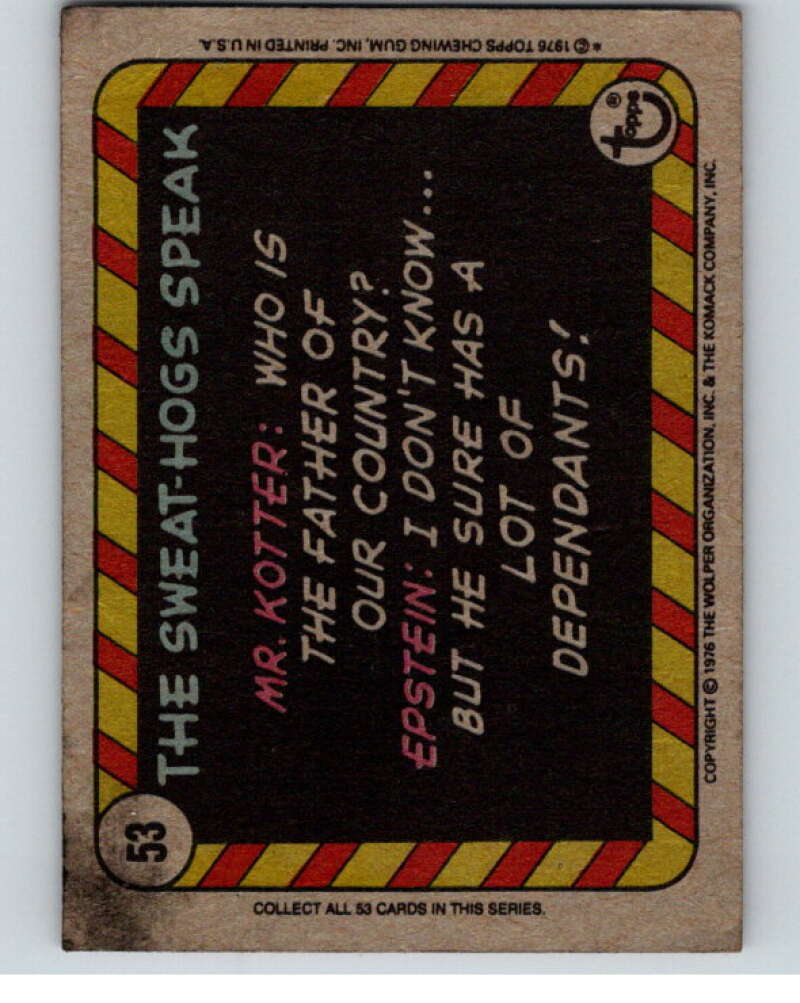 53
THE SWEAT-HOGS SPEAK
MR. KOTTER: WHO IS
THE FATHER OF
OUR COUNTRY?
EPSTEIN: I DON'T KNOW...
BUT HE SURE HAS A
LOT OF
DEPENDANTS!
topps®
* © 1976 TOPPS CHEWING GUM, INC. PRINTED IN U.S.A.
COLLECT ALL 53 CARDS IN THIS SERIES.
COPYRIGHT © 1976 THE WOLPER ORGANIZATION, INC. & THE KOMACK COMPANY, INC.